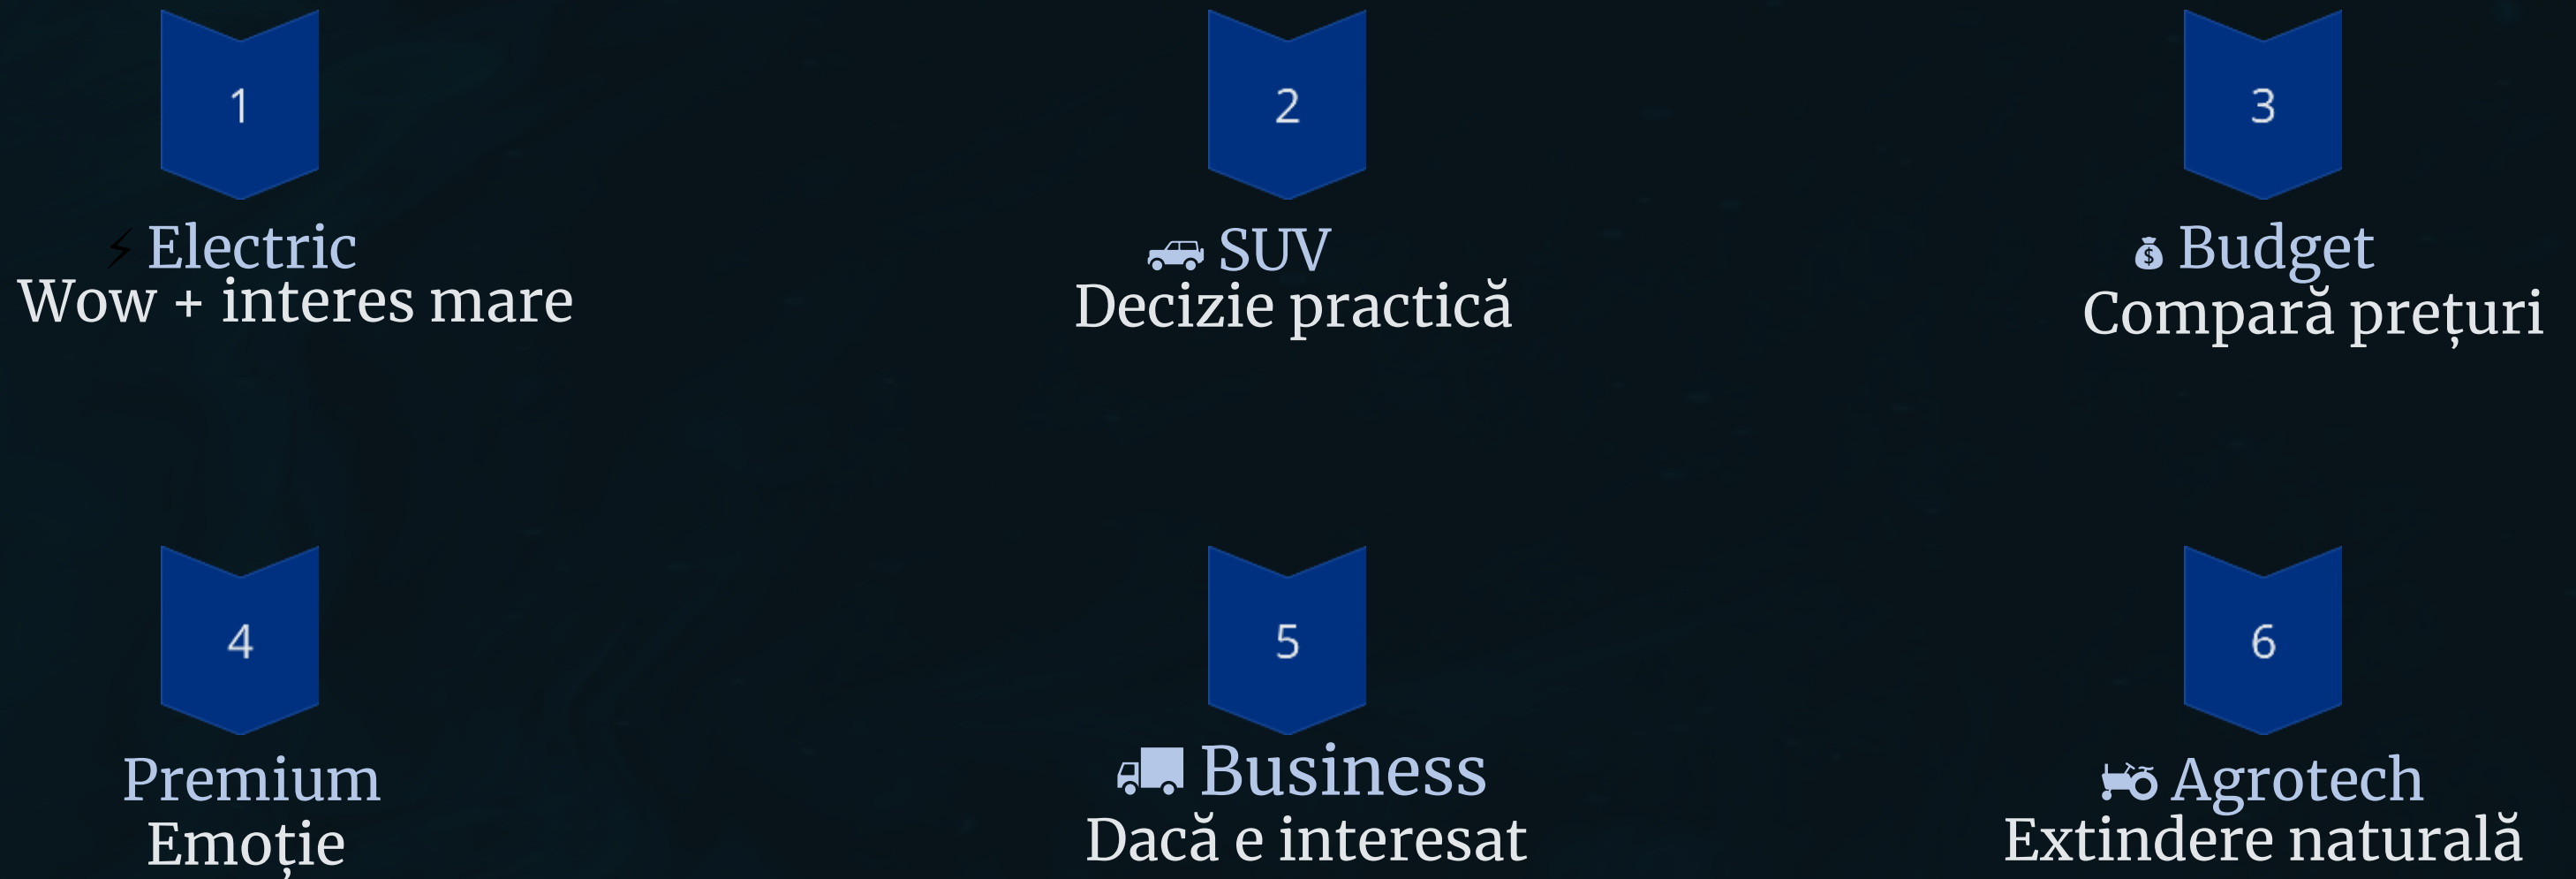 1
⚡ Electric
Wow + interes mare
2
SUV
Decizie practică
3
Budget
Compară prețuri
4
Premium
Emoție
5
Business
Dacă e interesat
6
Agrotech
Extindere naturală